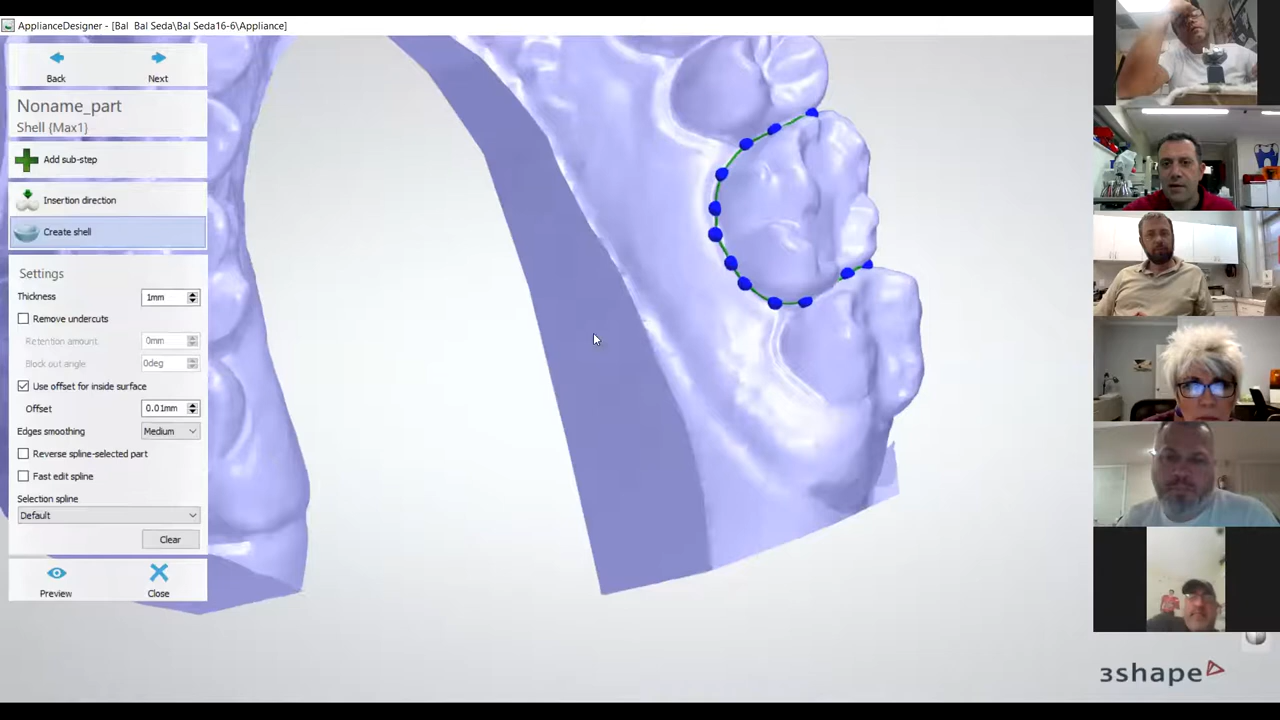 ApplianceDesigner - [Bal  Bal Seda\Bal Seda16-6\Appliance]
Back
Next
Noname_part
Shell (Max1)
Add sub-step
Insertion direction
Create shell
Settings
Thickness 1mm
Remove undercuts
Retention amount 0mm
Block out angle 0deg
Use offset for inside surface
Offset 0.01mm
Edges smoothing Medium
Reverse spline-selected part
Fast edit spline
Selection spline
Default
Clear
Preview
Close
3shape